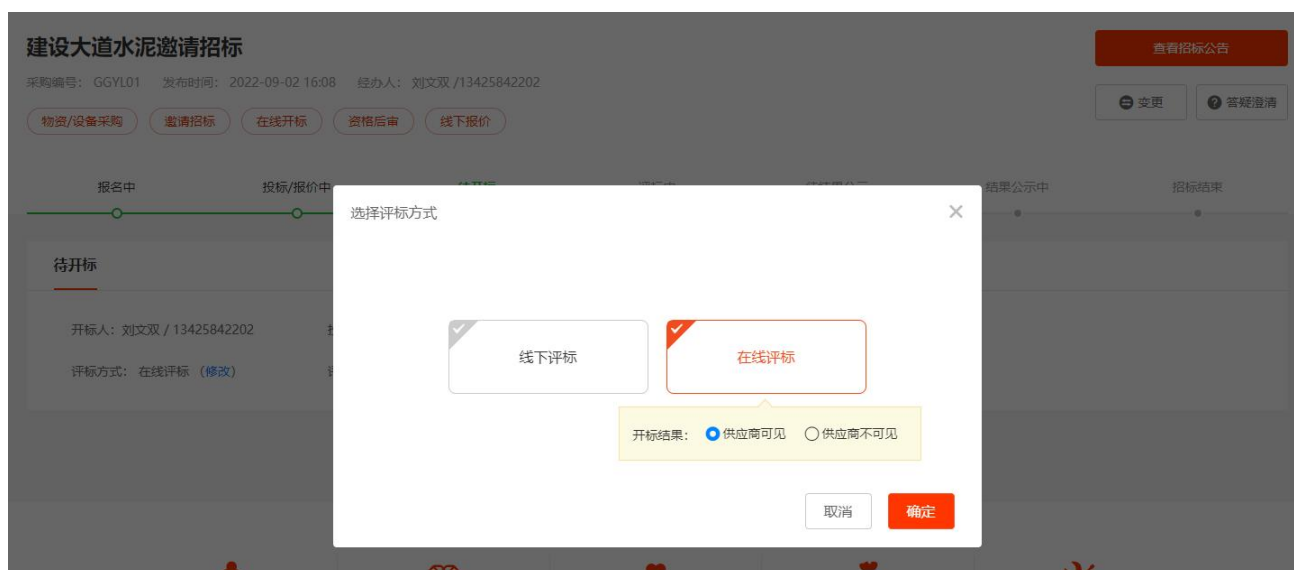 建设大道水泥邀请招标
查看招标公告
采购编号： GGYL01 发布时间： 2022-09-02 16:08 经办人： 刘文双 /13425842202
变更 答疑澄清
物资/设备采购 邀请招标 在线开标 资格后审 线下报价
报名中 投标/报价中 结果公示中 招标结束
选择评标方式
待开标
开标人： 刘文双 / 13425842202
线下评标 在线评标
评标方式： 在线评标 （修改）
开标结果： 供应商可见 供应商不可见
取消 确定